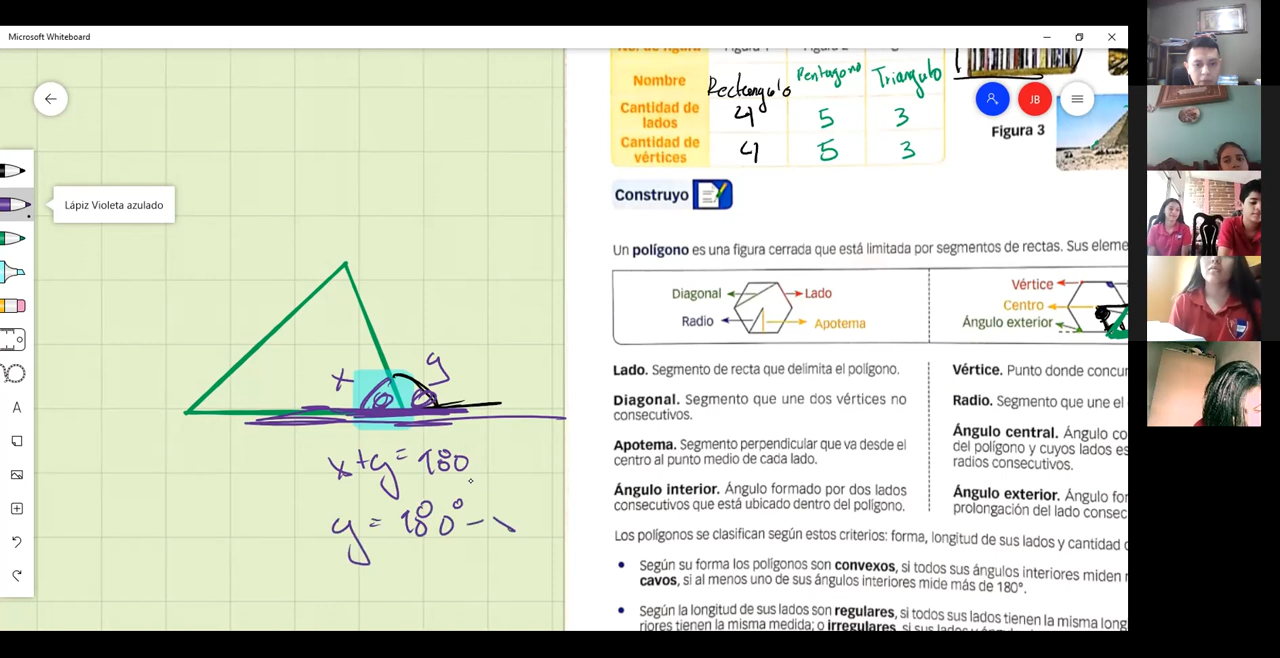 Microsoft Whiteboard
Lápiz Violeta azulado
A
x
y
x+y=180
y=180°-x
Nombre Rectangulo Pentagono Triangulo
Cantidad de lados 4 5 3
Cantidad de vértices 4 5 3
JB
Figura 3
Construyo
Un polígono es una figura cerrada que está limitada por segmentos de rectas. Sus eleme
Diagonal
Lado
Radio
Apotema
Vértice
Centro
Ángulo exterior
Lado. Segmento de recta que delimita el polígono.
Diagonal. Segmento que une dos vértices no
consecutivos.
Apotema. Segmento perpendicular que va desde el
centro al punto medio de cada lado.
Ángulo interior. Ángulo formado por dos lados
consecutivos que está ubicado dentro del polígono.
Vértice. Punto donde concur
Radio. Segmento que une el
Ángulo central. Ángulo co
del polígono y cuyos lados es
radios consecutivos.
Ángulo exterior. Ángulo for
prolongación del lado consec
Los polígonos se clasifican según estos criterios: forma, longitud de sus lados y cantidad d
• Según su forma los polígonos son convexos, si todos sus ángulos interiores miden
cavos, si al menos uno de sus ángulos interiores mide más de 180°.
• Según la longitud de sus lados son regulares, si todos sus lados tienen la misma long
riores tienen la misma medida; o irregulares, si sus lados